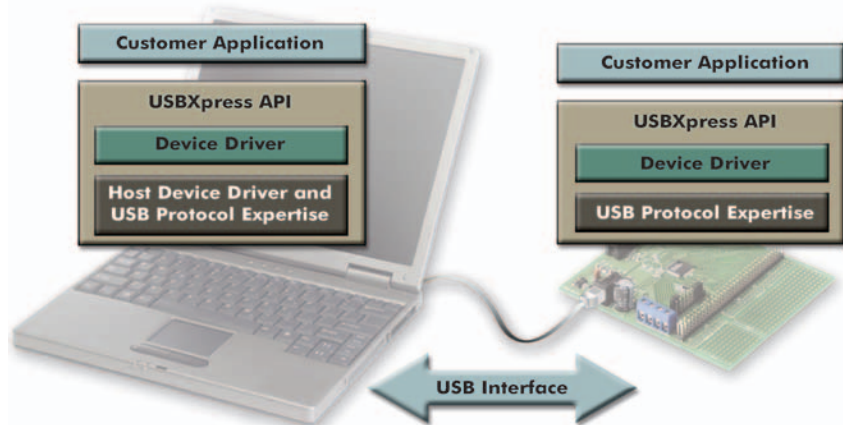 Customer Application
USBXpress API
Device Driver
Host Device Driver and
USB Protocol Expertise
Customer Application
USBXpress API
Device Driver
USB Protocol Expertise
USB Interface